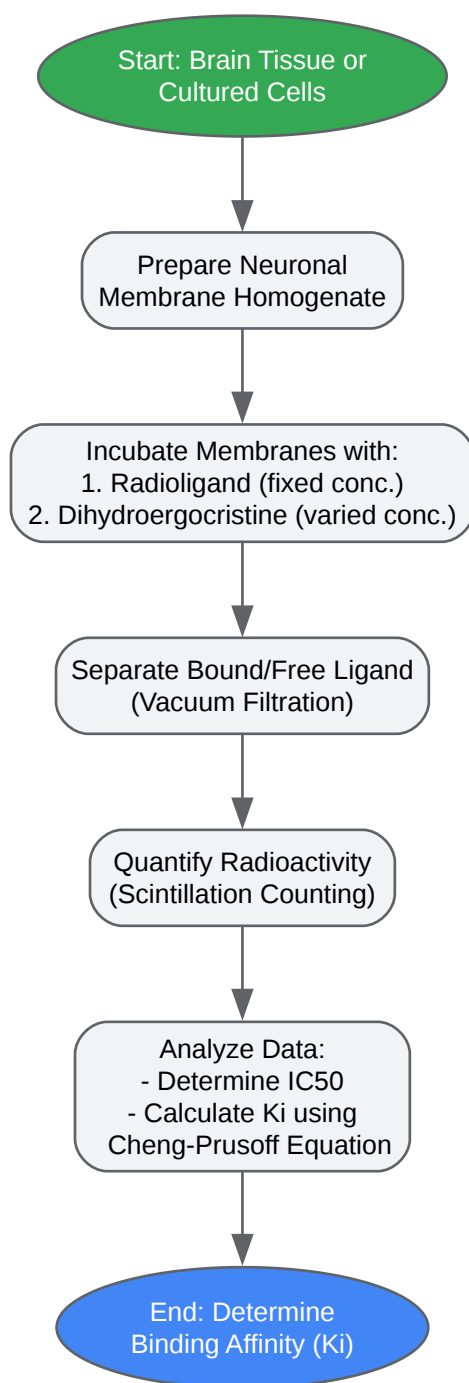 Start: Brain Tissue or
Cultured Cells
Prepare Neuronal
Membrane Homogenate
Incubate Membranes with:
1. Radioligand (fixed conc.)
2. Dihydroergocristine (varied conc.)
Separate Bound/Free Ligand
(Vacuum Filtration)
Quantify Radioactivity
(Scintillation Counting)
Analyze Data:
- Determine IC50
- Calculate Ki using
Cheng-Prusoff Equation
End: Determine
Binding Affinity (Ki)